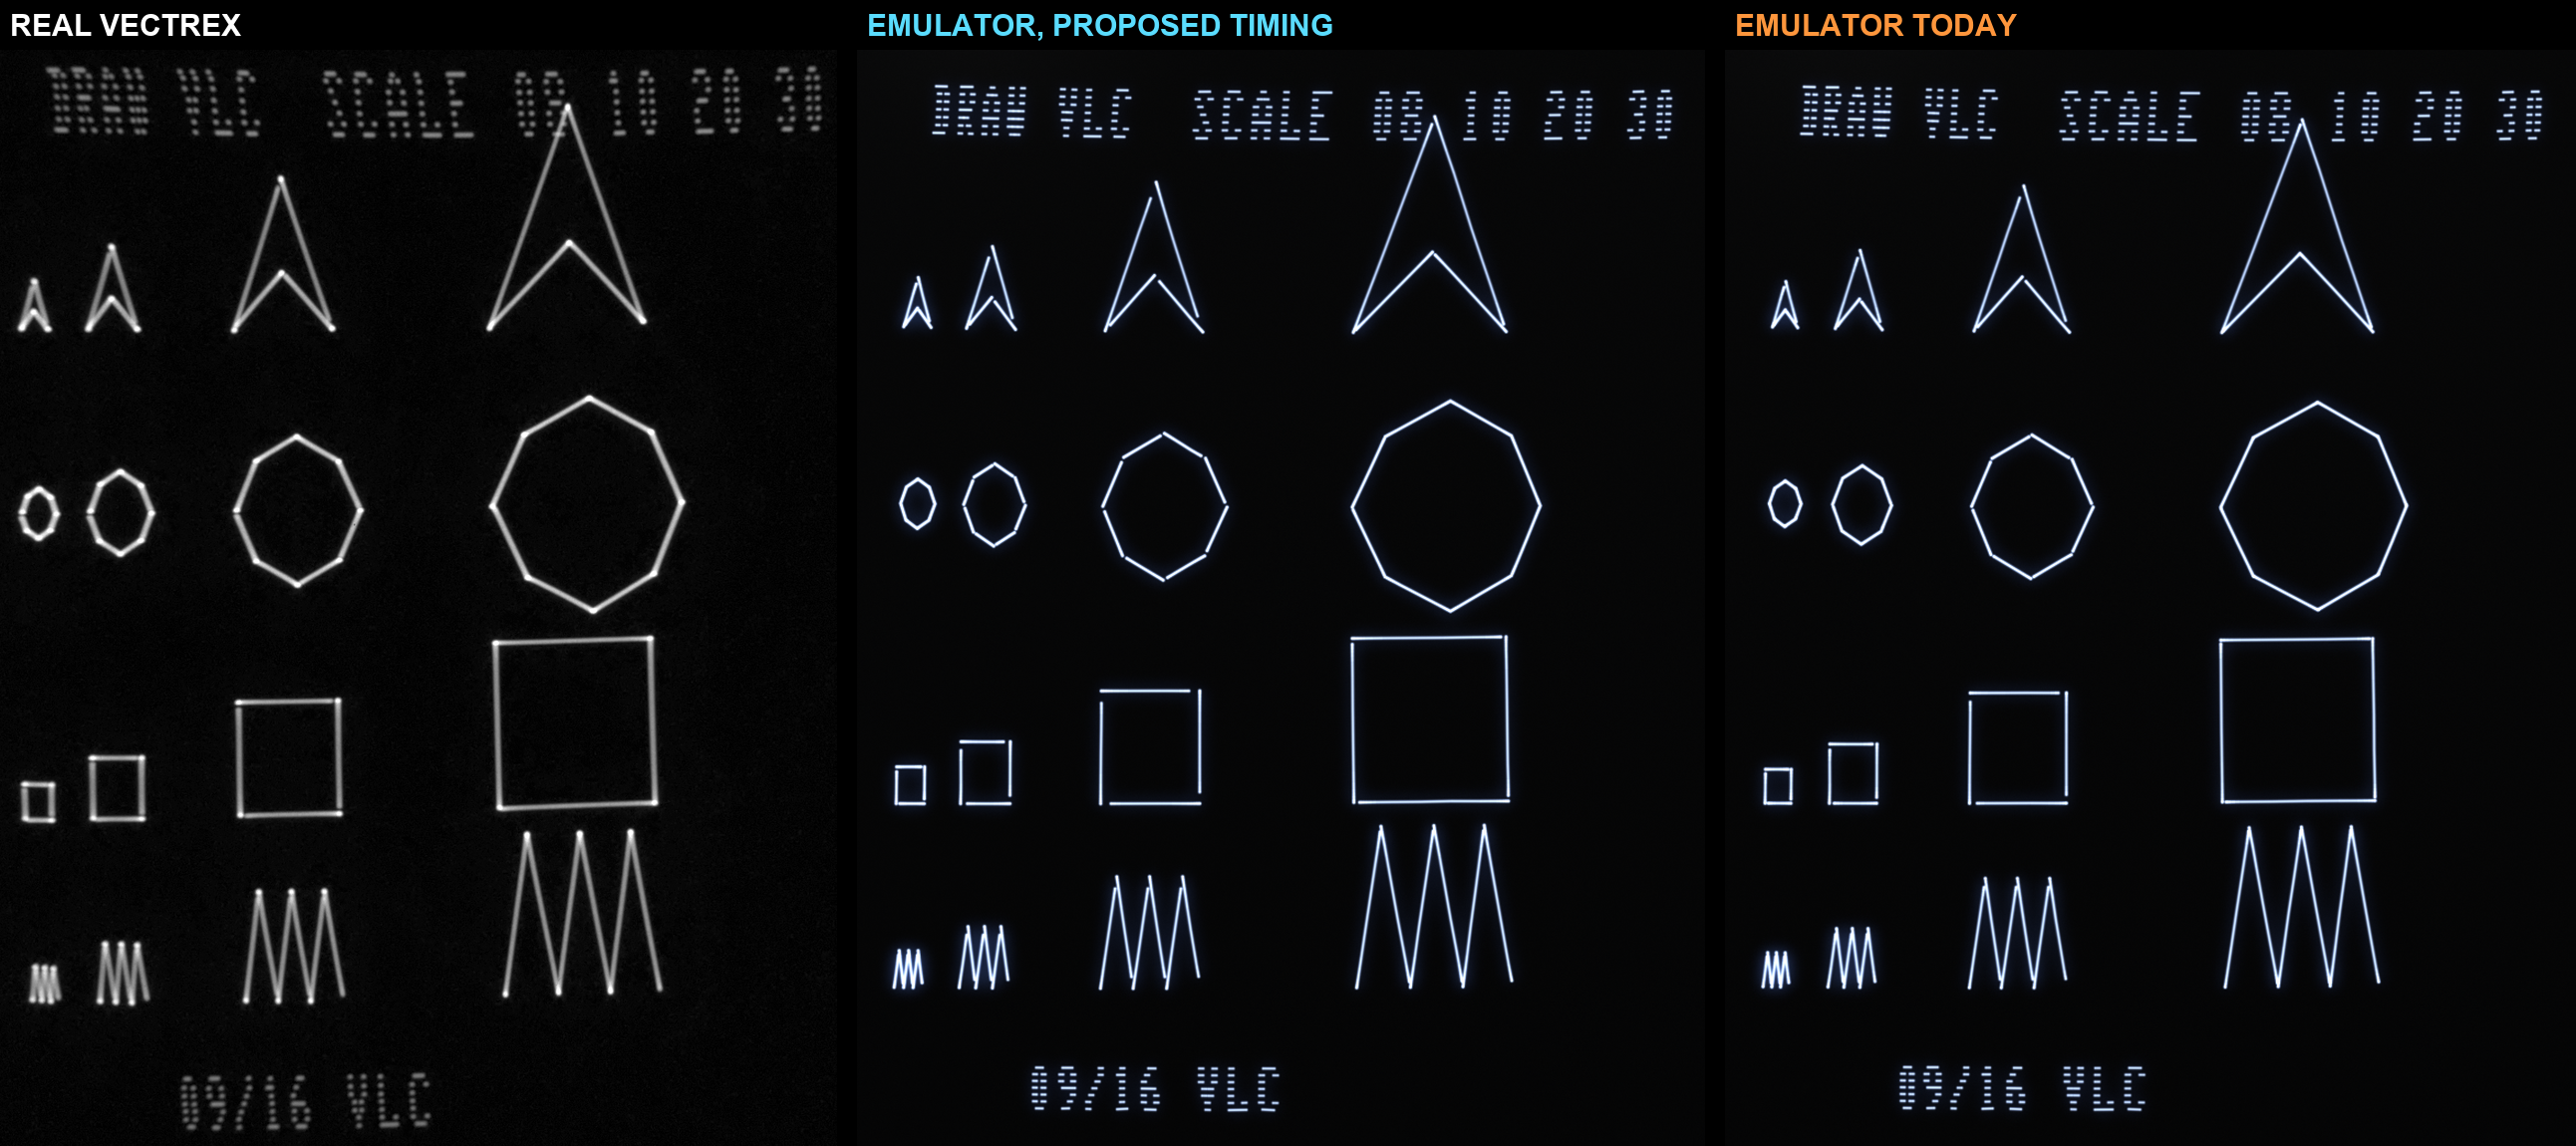 REAL VECTREX
EMULATOR, PROPOSED TIMING
EMULATOR TODAY
DRAW VLC SCALE 08 10 20 30
DRAW VLC SCALE 08 10 20 30
DRAW VLC SCALE 08 10 20 30
09/16 VLC
09/16 VLC
09/16 VLC